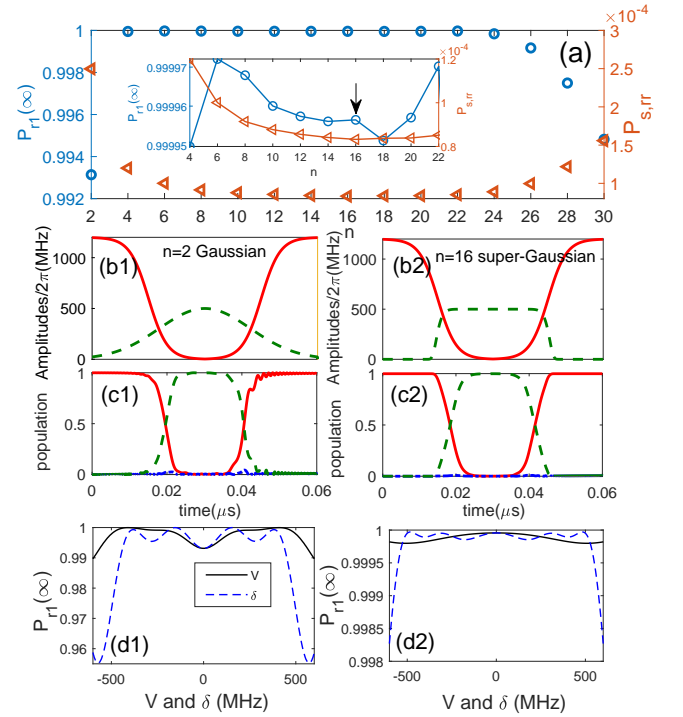 ×10⁻⁴
1
3
(a)
0.998
2.5
0.996
2
0.994
1.5
0.992
1
P_{r1}(∞)
P_{s,rr}
0.99997
0.99996
0.99995
P_{r1}(∞)
1.2
×10⁻⁴
P_{s,rr}
0.8
4 6 8 10 12 14 16 18 20 22
n
2 4 6 8 10 12 14 16 18 20 22 24 26 28 30
n
Amplitudes/2π(MHz)
1000
500
0
(b1)
n=2 Gaussian
Amplitudes/2π(MHz)
1000
500
0
(b2)
n=16 super-Gaussian
population
1
0.5
0
(c1)
0 0.02 0.04 0.06
time(μs)
population
1
0.5
0
(c2)
0 0.02 0.04 0.06
time(μs)
P_{r1}(∞)
1
0.99
0.98
0.97
0.96
V
δ
(d1)
-500 0 500
V and δ (MHz)
P_{r1}(∞)
1
0.9995
0.999
0.9985
0.998
(d2)
-500 0 500
V and δ (MHz)